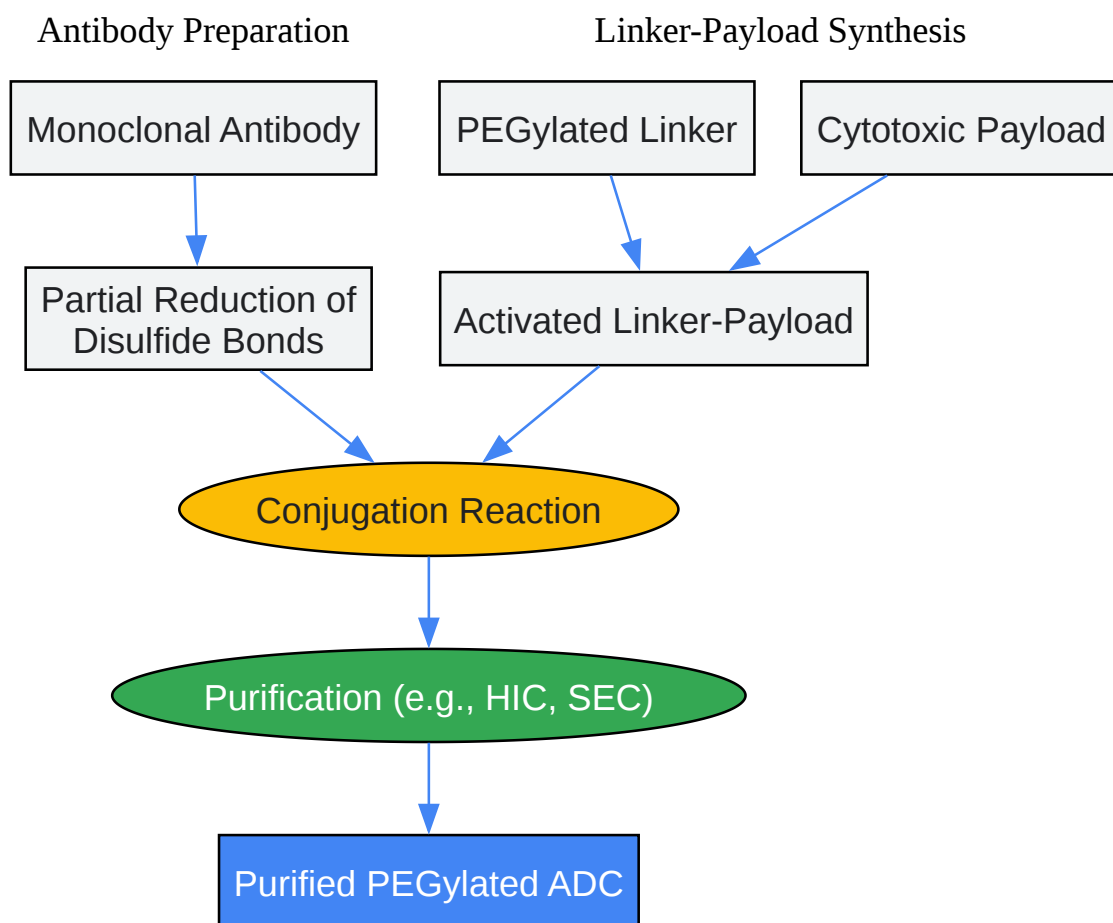 Antibody Preparation
Linker-Payload Synthesis
Monoclonal Antibody
PEGylated Linker
Cytotoxic Payload
Partial Reduction of
Disulfide Bonds
Activated Linker-Payload
Conjugation Reaction
Purification (e.g., HIC, SEC)
Purified PEGylated ADC